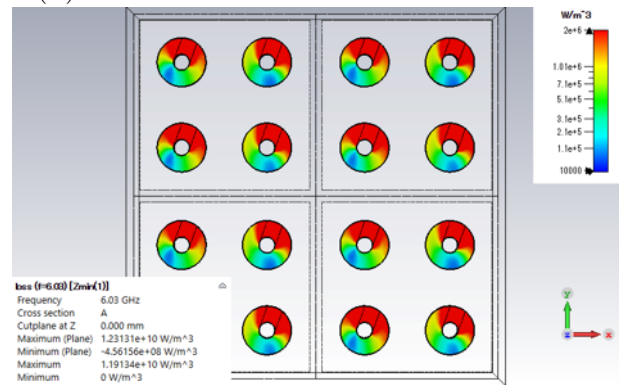 W/m^3
2e+6
1.01e+6
7.1e+5
5.1e+5
3.1e+5
2.1e+5
1.1e+5
10000
loss (f=6.03) [Zmin(1)]
Frequency 6.03 GHz
Cross section A
Cutplane at Z 0.000 mm
Maximum (Plane) 1.23131e+10 W/m^3
Minimum (Plane) -4.56156e+08 W/m^3
Maximum 1.19134e+10 W/m^3
Minimum 0 W/m^3
y
z
x